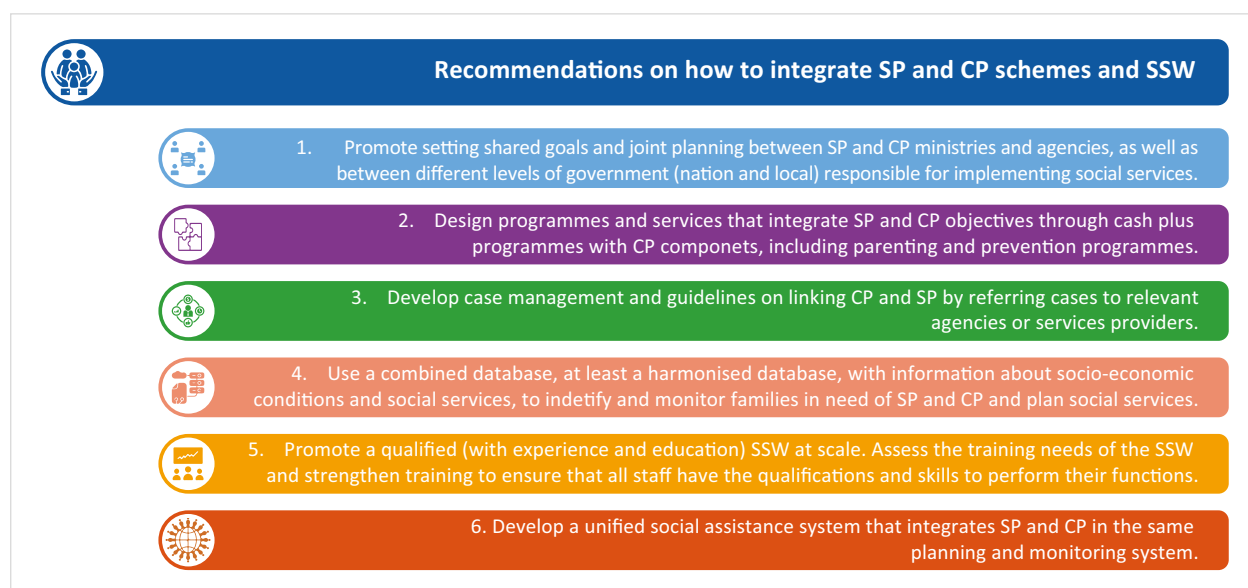 Recommendations on how to integrate SP and CP schemes and SSW
1. Promote setting shared goals and joint planning between SP and CP ministries and agencies, as well as
between different levels of government (nation and local) responsible for implementing social services.
2. Design programmes and services that integrate SP and CP objectives through cash plus
programmes with CP componets, including parenting and prevention programmes.
3. Develop case management and guidelines on linking CP and SP by referring cases to relevant
agencies or services providers.
4. Use a combined database, at least a harmonised database, with information about socio-economic
conditions and social services, to indetify and monitor families in need of SP and CP and plan social services.
5. Promote a qualified (with experience and education) SSW at scale. Assess the training needs of the SSW
and strengthen training to ensure that all staff have the qualifications and skills to perform their functions.
6. Develop a unified social assistance system that integrates SP and CP in the same
planning and monitoring system.